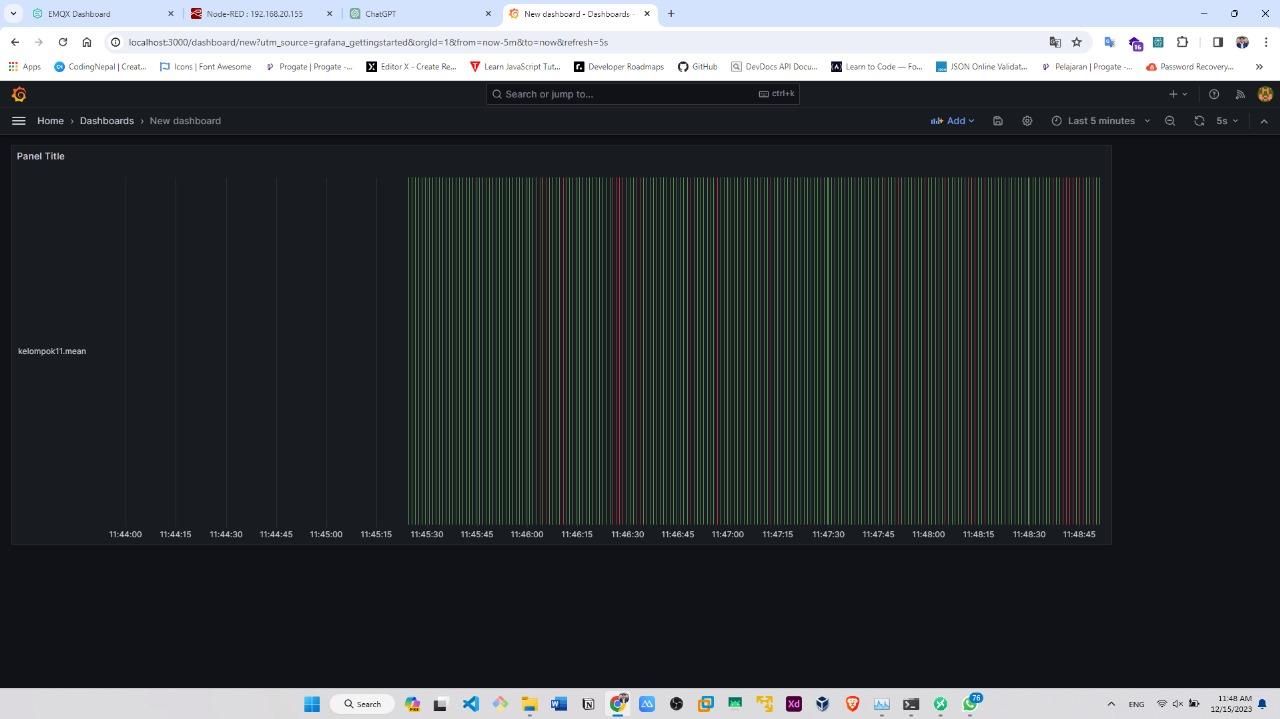 EMQX Dashboard
Node-RED : 192.168.20.155
ChatGPT
New dashboard - Dashboards -
localhost:3000/dashboard/new?utm_source=grafana_gettingstarted&orgId=1&from=now-5m&to=now&refresh=5s
16
Apps
CodingNepal | Creat...
Icons | Font Awesome
Progate | Progate -...
Editor X - Create Re...
Learn JavaScript Tut...
Developer Roadmaps
GitHub
DevDocs API Docu...
Learn to Code — Fo...
JSON Online Validat...
Pelajaran | Progate -...
Password Recovery...
Search or jump to...
ctrl+k
Home › Dashboards › New dashboard
Add
Last 5 minutes
5s
Panel Title
kelompok11.mean
11:44:00 11:44:15 11:44:30 11:44:45 11:45:00 11:45:15 11:45:30 11:45:45 11:46:00 11:46:15 11:46:30 11:46:45 11:47:00 11:47:15 11:47:30 11:47:45 11:48:00 11:48:15 11:48:30 11:48:45
Search
Xd
76
ENG
11:48 AM
12/15/2023